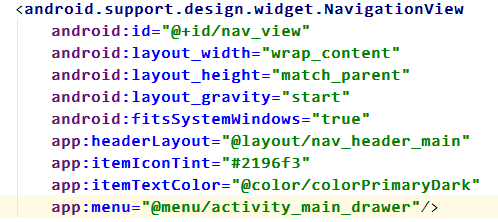 <android.support.design.widget.NavigationView
android:id="@+id/nav_view"
android:layout_width="wrap_content"
android:layout_height="match_parent"
android:layout_gravity="start"
android:fitsSystemWindows="true"
app:headerLayout="@layout/nav_header_main"
app:itemIconTint="#2196f3"
app:itemTextColor="@color/colorPrimaryDark"
app:menu="@menu/activity_main_drawer"/>